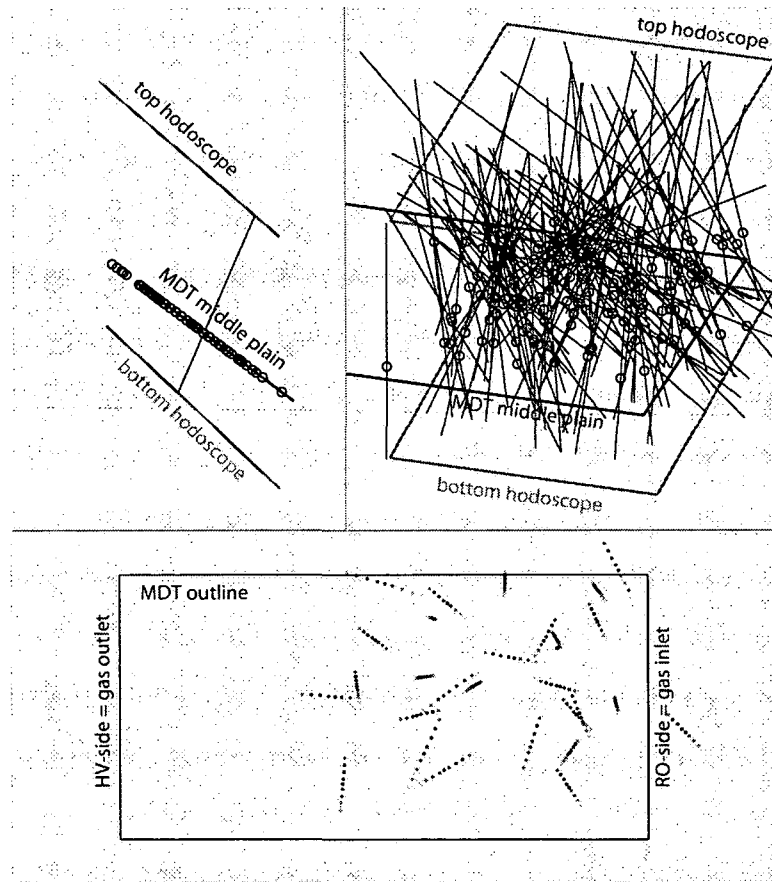 top hodoscope
MDT middle plain
bottom hodoscope
top hodoscope
MDT middle plain
bottom hodoscope
MDT outline
HV-side = gas outlet
RO-side = gas inlet